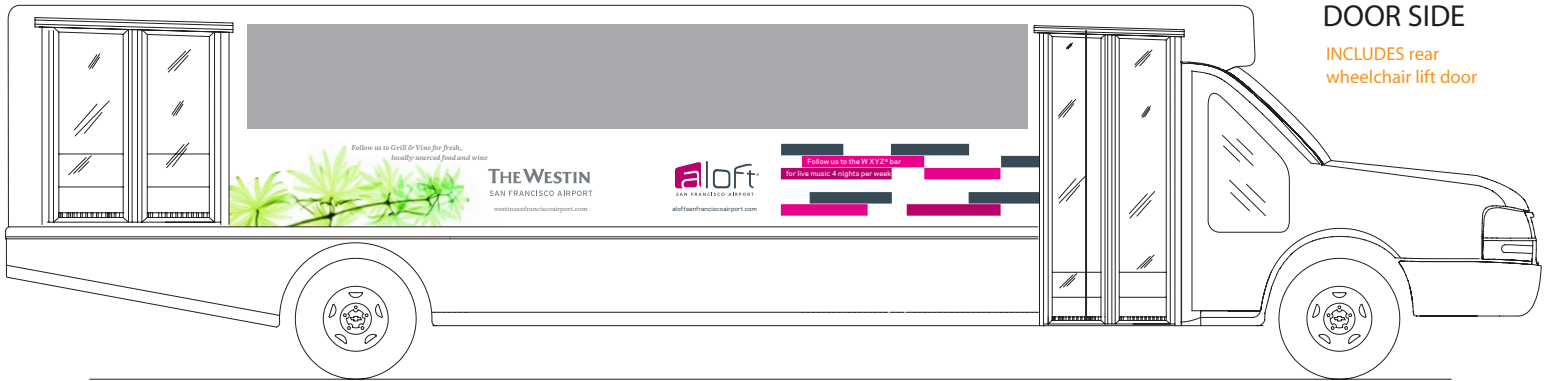 DOOR SIDE
INCLUDES rear
wheelchair lift door
Follow us to Grill & Vine for fresh,
locally-sourced food and wine
THE WESTIN
SAN FRANCISCO AIRPORT
westinsanfranciscoairport.com
aloft®
SAN FRANCISCO AIRPORT
aloftsanfranciscoairport.com
Follow us to the W XYZ® bar
for live music 4 nights per week